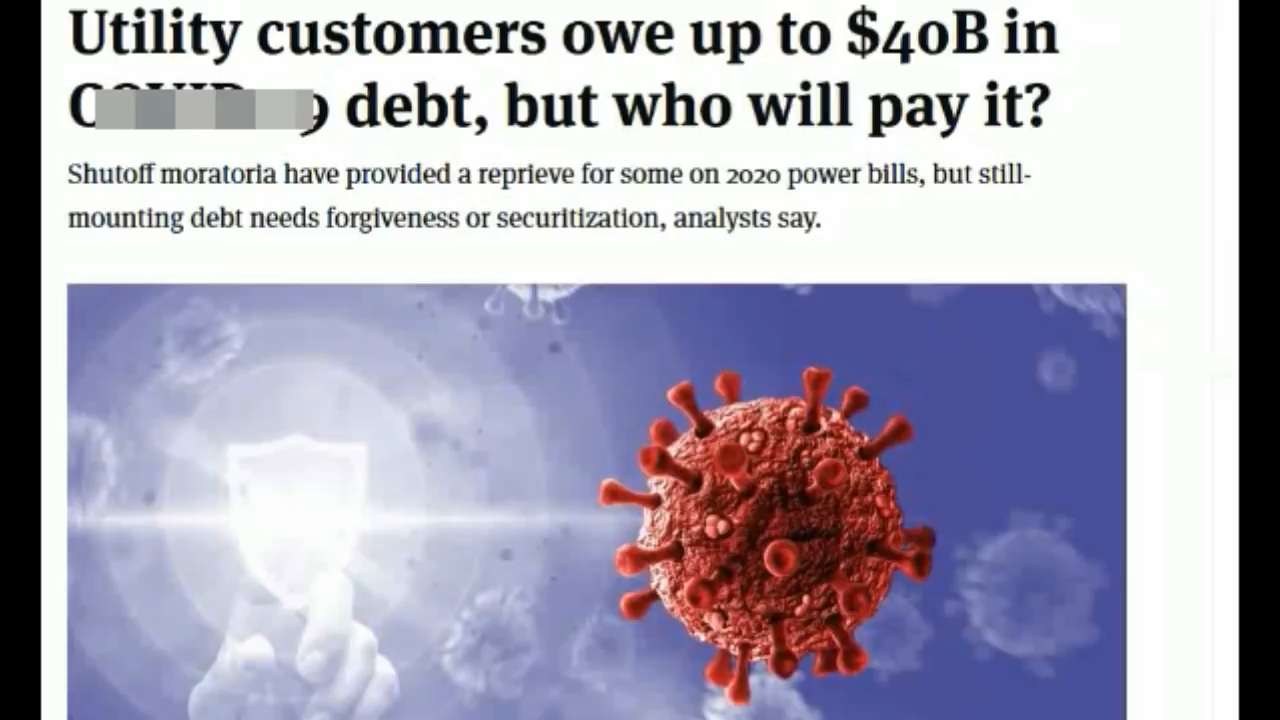 Utility customers owe up to $40B in
debt, but who will pay it?
Shutoff moratoria have provided a reprieve for some on 2020 power bills, but still-
mounting debt needs forgiveness or securitization, analysts say.